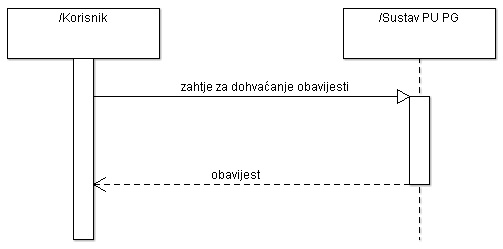 /Korisnik
/Sustav PU PG
zahtje za dohvaćanje obavijesti
obavijest